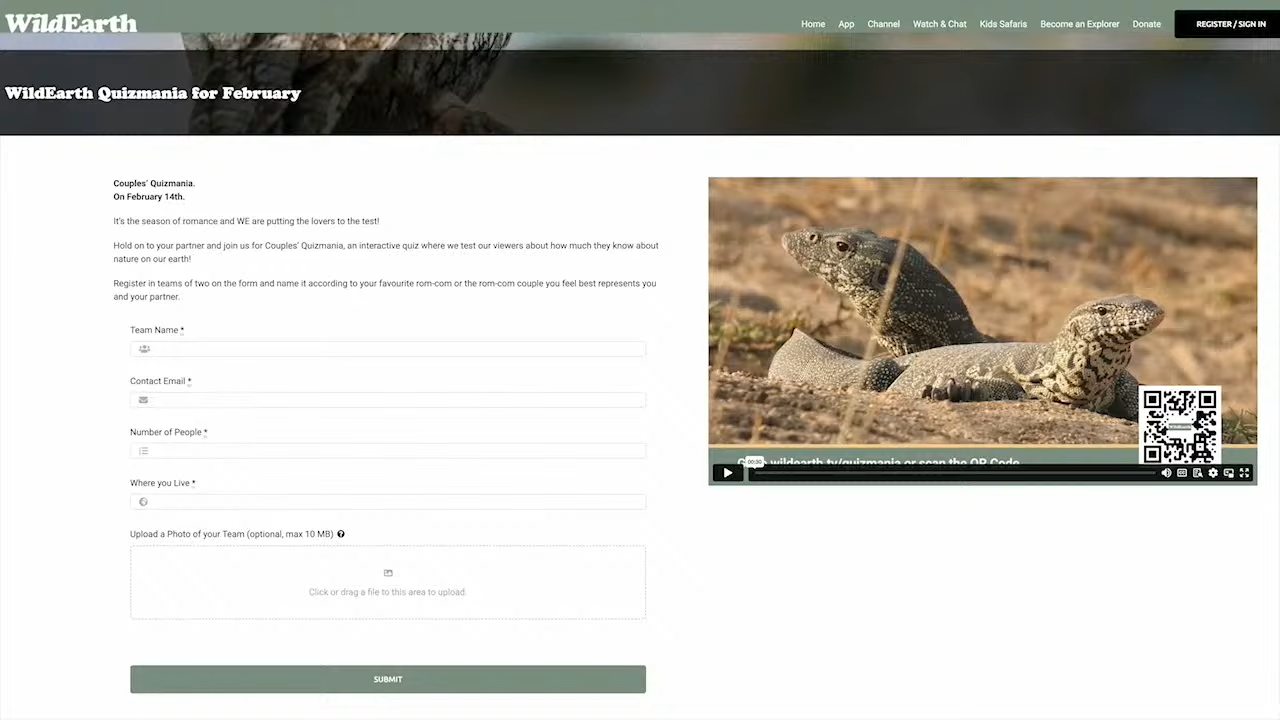 WildEarth
Home App Channel Watch & Chat Kids Safaris Become an Explorer Donate REGISTER / SIGN IN
WildEarth Quizmania for February
Couples' Quizmania.
On February 14th.
It's the season of romance and WE are putting the lovers to the test!
Hold on to your partner and join us for Couples' Quizmania, an interactive quiz where we test our viewers about how much they know about
nature on our earth!
Register in teams of two on the form and name it according to your favourite rom-com or the rom-com couple you feel best represents you
and your partner.
Team Name *
Contact Email *
Number of People *
Where you Live *
Upload a Photo of your Team (optional, max 10 MB)
Click or drag a file to this area to upload.
SUBMIT
wildearth.tv/quizmania or scan the QR Code
00:30